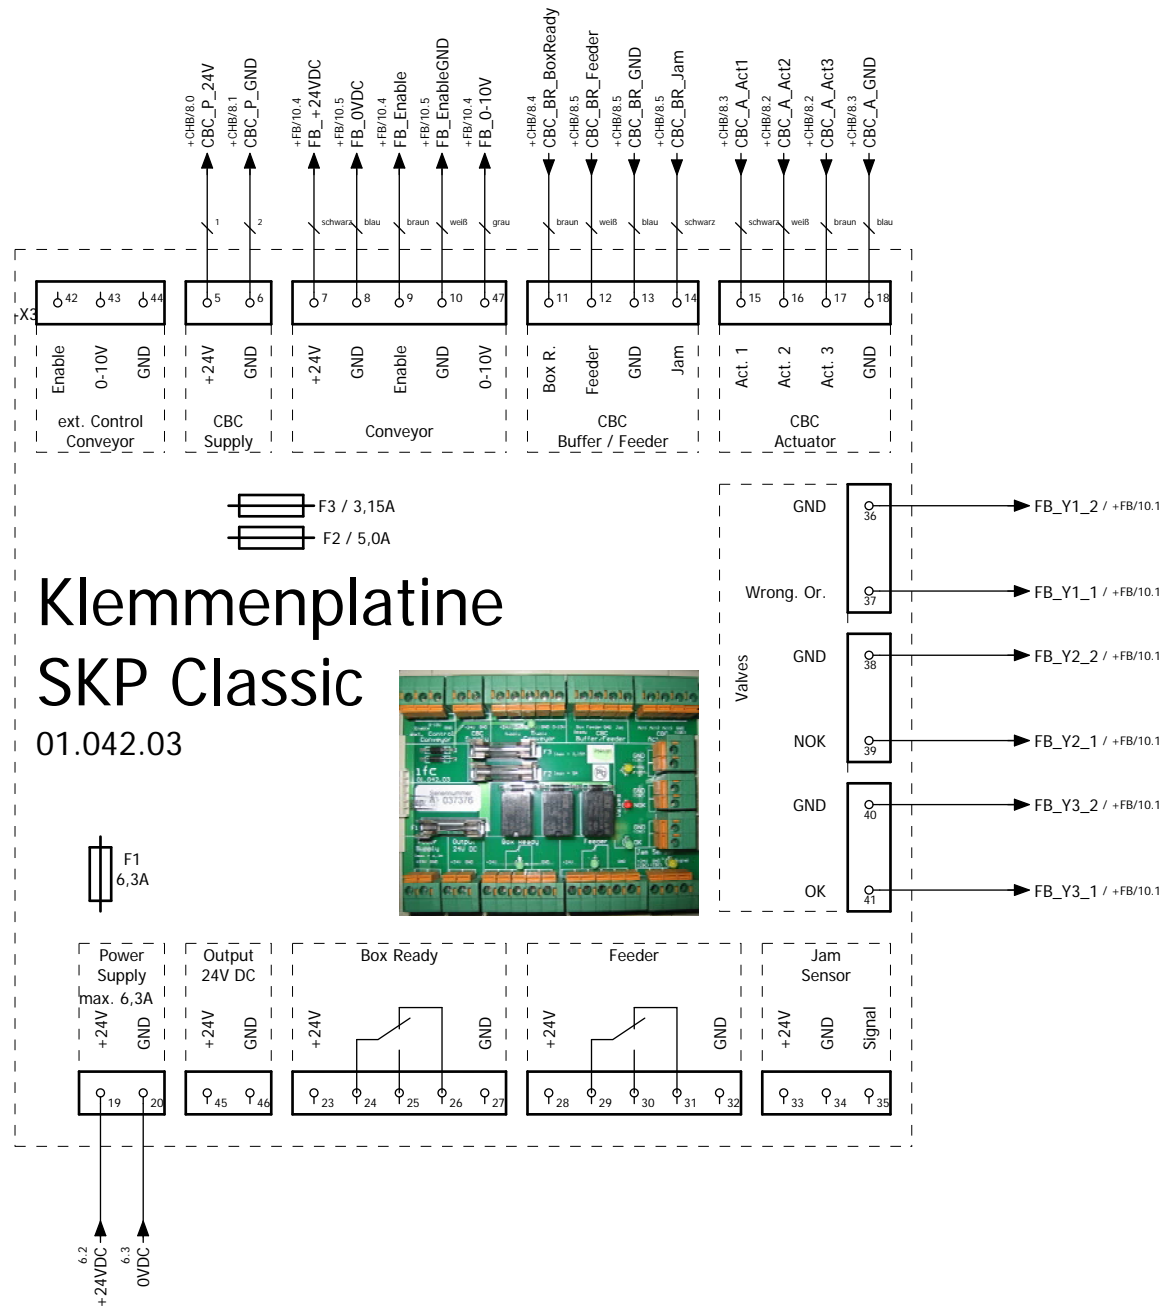 +CHB/8.0
CBC_P_24V
+CHB/8.1
CBC_P_GND
+FB/10.4
FB_+24VDC
+FB/10.5
FB_0VDC
+FB/10.4
FB_Enable
+FB/10.5
FB_EnableGND
+FB/10.4
FB_0-10V
+CHB/8.4
CBC_BR_BoxReady
+CHB/8.5
CBC_BR_Feeder
+CHB/8.5
CBC_BR_GND
+CHB/8.5
CBC_BR_Jam
+CHB/8.3
CBC_A_Act1
+CHB/8.2
CBC_A_Act2
+CHB/8.2
CBC_A_Act3
+CHB/8.3
CBC_A_GND
1 2 schwarz blau braun weiß grau braun weiß blau schwarz schwarz weiß braun blau
-X3
42 43 44 5 6 7 8 9 10 47 11 12 13 14 15 16 17 18
Enable 0-10V GND +24V GND +24V GND Enable GND 0-10V Box R. Feeder GND Jam Act. 1 Act. 2 Act. 3 GND
ext. Control
Conveyor
CBC
Supply
Conveyor
CBC
Buffer / Feeder
CBC
Actuator
F3 / 3,15A
F2 / 5,0A
Klemmenplatine
SKP Classic
01.042.03
Valves
GND 36 FB_Y1_2 / +FB/10.1
Wrong. Or. 37 FB_Y1_1 / +FB/10.1
GND 38 FB_Y2_2 / +FB/10.1
NOK 39 FB_Y2_1 / +FB/10.1
GND 40 FB_Y3_2 / +FB/10.1
OK 41 FB_Y3_1 / +FB/10.1
F1
6,3A
Power
Supply
max. 6,3A
Output
24V DC
Box Ready
Feeder
Jam
Sensor
+24V GND +24V GND +24V GND +24V GND +24V GND Signal
19 20 45 46 23 24 25 26 27 28 29 30 31 32 33 34 35
6.2
+24VDC
6.3
0VDC